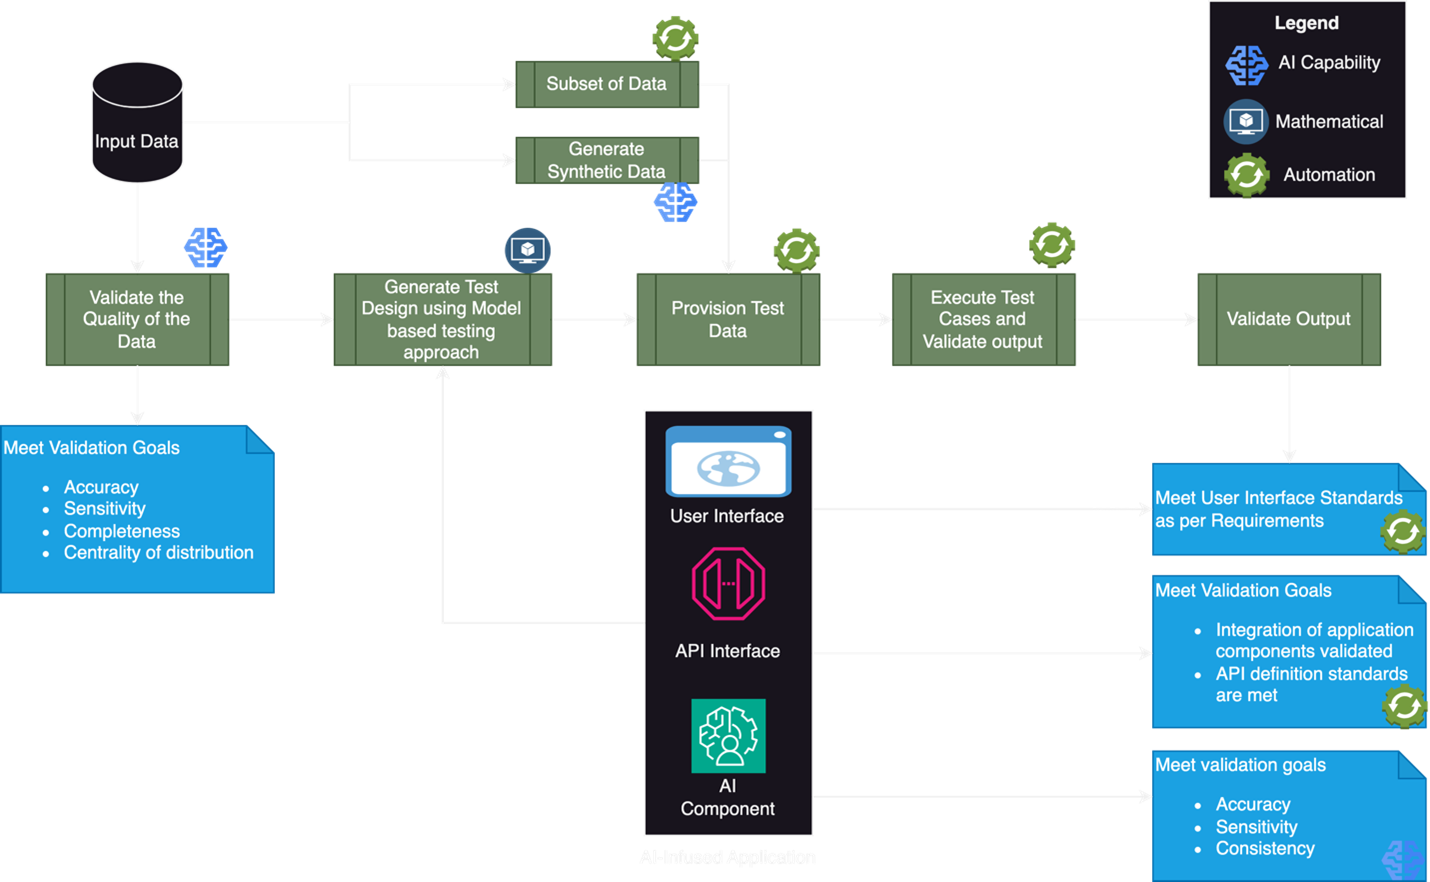 Legend
AI Capability
Mathematical
Automation
Input Data
Subset of Data
Generate
Synthetic Data
Validate the
Quality of the
Data
Generate Test
Design using Model
based testing
approach
Provision Test
Data
Execute Test
Cases and
Validate output
Validate Output
Meet Validation Goals
• Accuracy
• Sensitivity
• Completeness
• Centrality of distribution
User Interface
API Interface
AI
Component
AI-Infused Application
Meet User Interface Standards
as per Requirements
Meet Validation Goals
• Integration of application
components validated
• API definition standards
are met
Meet validation goals
• Accuracy
• Sensitivity
• Consistency